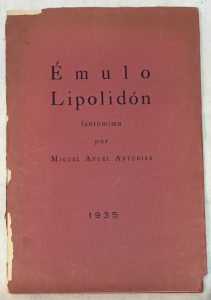 Émulo
Lipolidón
fantomima
por
MIGUEL ANGEL ASTURIAS
1935